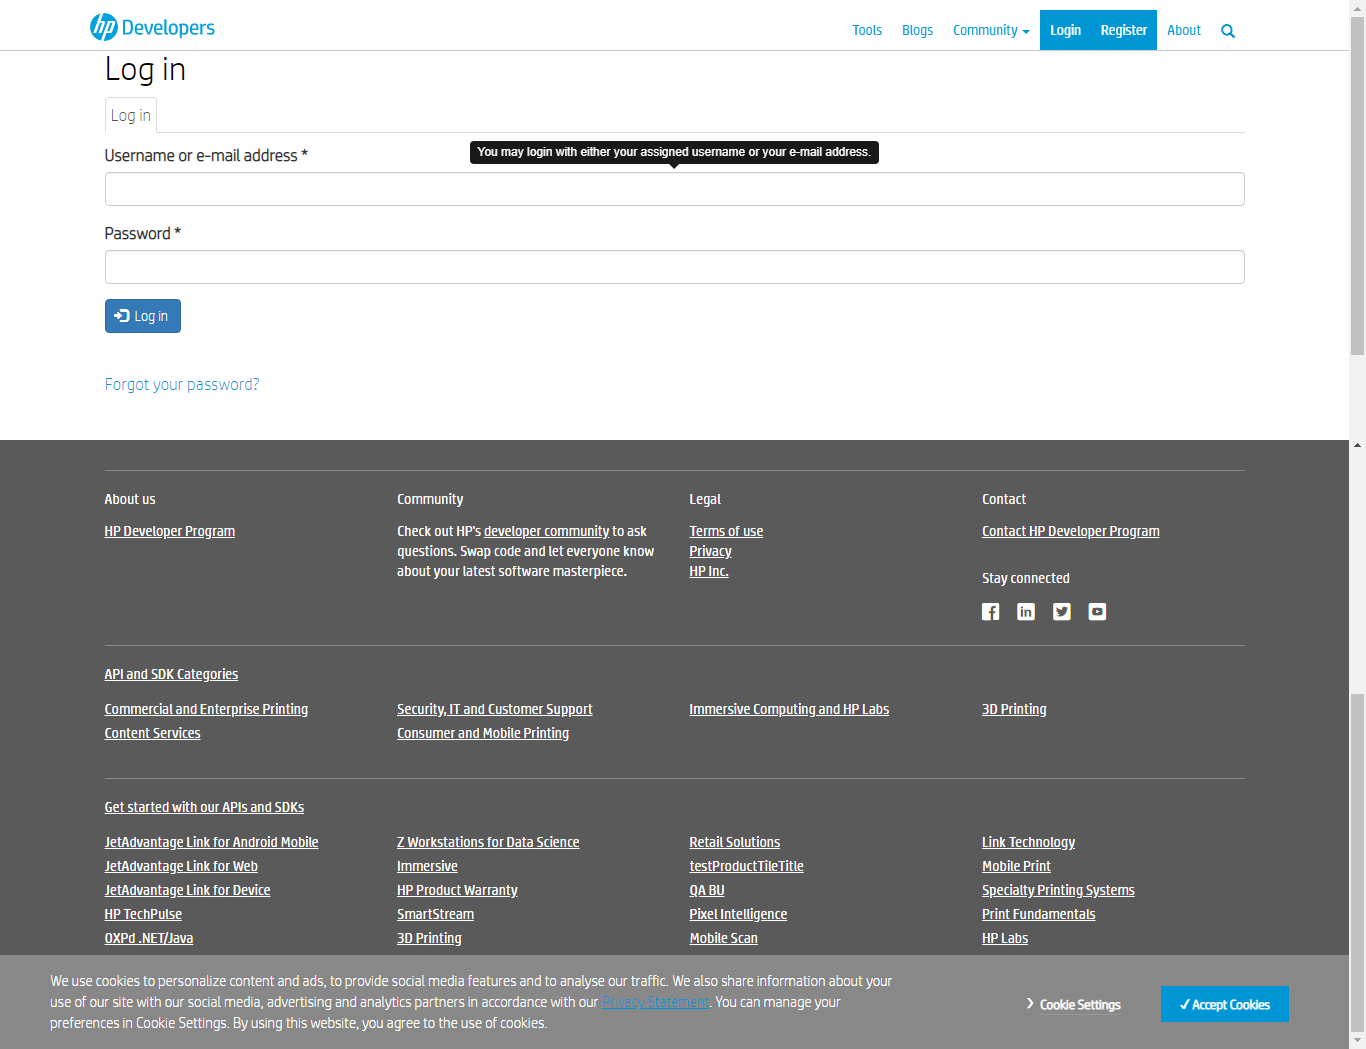 hp Developers
Tools Blogs Community Login Register About
Log in
Log in
Username or e-mail address *
You may login with either your assigned username or your e-mail address.
Password *
Log in
Forgot your password?
About us
HP Developer Program
Community
Check out HP's developer community to ask
questions. Swap code and let everyone know
about your latest software masterpiece.
Legal
Terms of use
Privacy
HP Inc.
Contact
Contact HP Developer Program
Stay connected
API and SDK Categories
Commercial and Enterprise Printing
Content Services
Security, IT and Customer Support
Consumer and Mobile Printing
Immersive Computing and HP Labs
3D Printing
Get started with our APIs and SDKs
JetAdvantage Link for Android Mobile
JetAdvantage Link for Web
JetAdvantage Link for Device
HP TechPulse
OXPd .NET/Java
Z Workstations for Data Science
Immersive
HP Product Warranty
SmartStream
3D Printing
Retail Solutions
testProductTileTitle
QA BU
Pixel Intelligence
Mobile Scan
Link Technology
Mobile Print
Specialty Printing Systems
Print Fundamentals
HP Labs
We use cookies to personalize content and ads, to provide social media features and to analyse our traffic. We also share information about your
use of our site with our social media, advertising and analytics partners in accordance with our Privacy Statement. You can manage your
preferences in Cookie Settings. By using this website, you agree to the use of cookies.
Cookie Settings
Accept Cookies